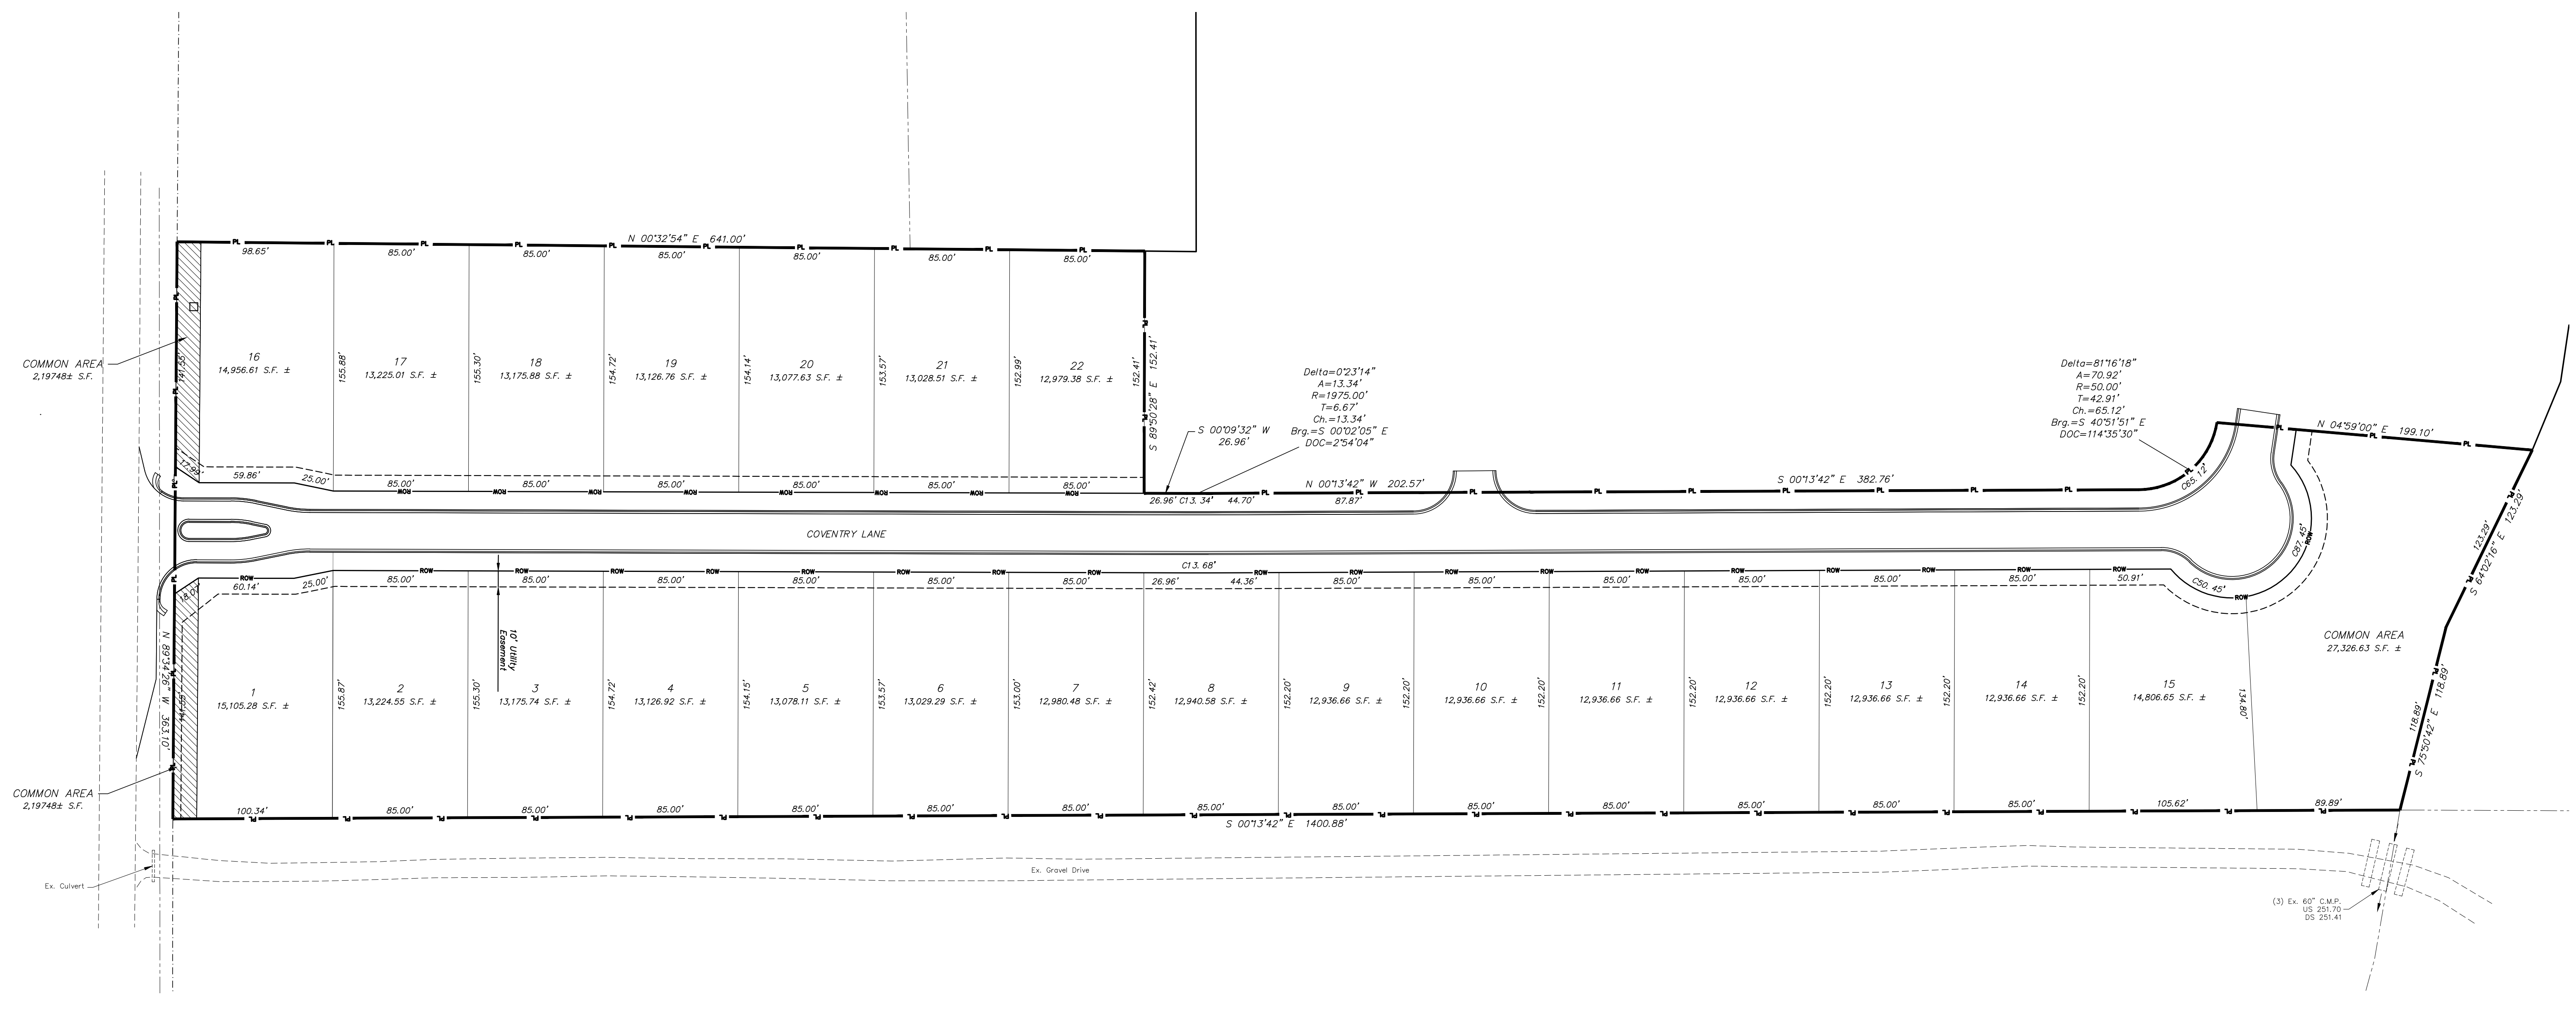 N 00°32'54" E 641.00'
98.65'
85.00'
85.00'
85.00'
85.00'
85.00'
85.00'
COMMON AREA
2,19748± S.F.
141.55'
16
14,956.61 S.F. ±
155.88'
17
13,225.01 S.F. ±
155.30'
18
13,175.88 S.F. ±
154.72'
19
13,126.76 S.F. ±
154.14'
20
13,077.63 S.F. ±
153.57'
21
13,028.51 S.F. ±
152.99'
22
12,979.38 S.F. ±
152.41'
S 89°50'28" E 152.41'
S 00°09'32" W
26.96'
Delta=0°23'14"
A=13.34'
R=1975.00'
T=6.67'
Ch.=13.34'
Brg.=S 00°02'05" E
DOC=2°54'04"
Delta=81°16'18"
A=70.92'
R=50.00'
T=42.91'
Ch.=65.12'
Brg.=S 40°51'51" E
DOC=114°35'30"
N 04°59'00" E 199.10'
17.99'
59.86'
25.00'
85.00'
85.00'
85.00'
85.00'
85.00'
85.00'
26.96'
C13.34'
44.70'
N 00°13'42" W 202.57'
87.87'
S 00°13'42" E 382.76'
C65.12'
COVENTRY LANE
C87.45'
123.29'
123.29'
S 64°02'16" E
18.01'
60.14'
25.00'
85.00'
85.00'
85.00'
85.00'
85.00'
85.00'
26.96'
C13.68'
44.36'
85.00'
85.00'
85.00'
85.00'
85.00'
85.00'
50.91'
C50.45'
10' Utility
Easement
N 89°34'26" W 363.10'
1
15,105.28 S.F. ±
155.87'
2
13,224.55 S.F. ±
155.30'
3
13,175.74 S.F. ±
154.72'
4
13,126.92 S.F. ±
154.15'
5
13,078.11 S.F. ±
153.57'
6
13,029.29 S.F. ±
153.00'
7
12,980.48 S.F. ±
152.42'
8
12,940.58 S.F. ±
152.20'
9
12,936.66 S.F. ±
152.20'
10
12,936.66 S.F. ±
152.20'
11
12,936.66 S.F. ±
152.20'
12
12,936.66 S.F. ±
152.20'
13
12,936.66 S.F. ±
152.20'
14
12,936.66 S.F. ±
152.20'
15
14,806.65 S.F. ±
134.80'
COMMON AREA
27,326.63 S.F. ±
118.89'
118.89'
S 75°50'42" E
COMMON AREA
2,19748± S.F.
100.34'
85.00'
85.00'
85.00'
85.00'
85.00'
85.00'
85.00'
85.00'
85.00'
85.00'
85.00'
85.00'
85.00'
105.62'
89.89'
S 00°13'42" E 1400.88'
Ex. Gravel Drive
Ex. Culvert
(3) Ex. 60" C.M.P.
US 251.70
DS 251.41